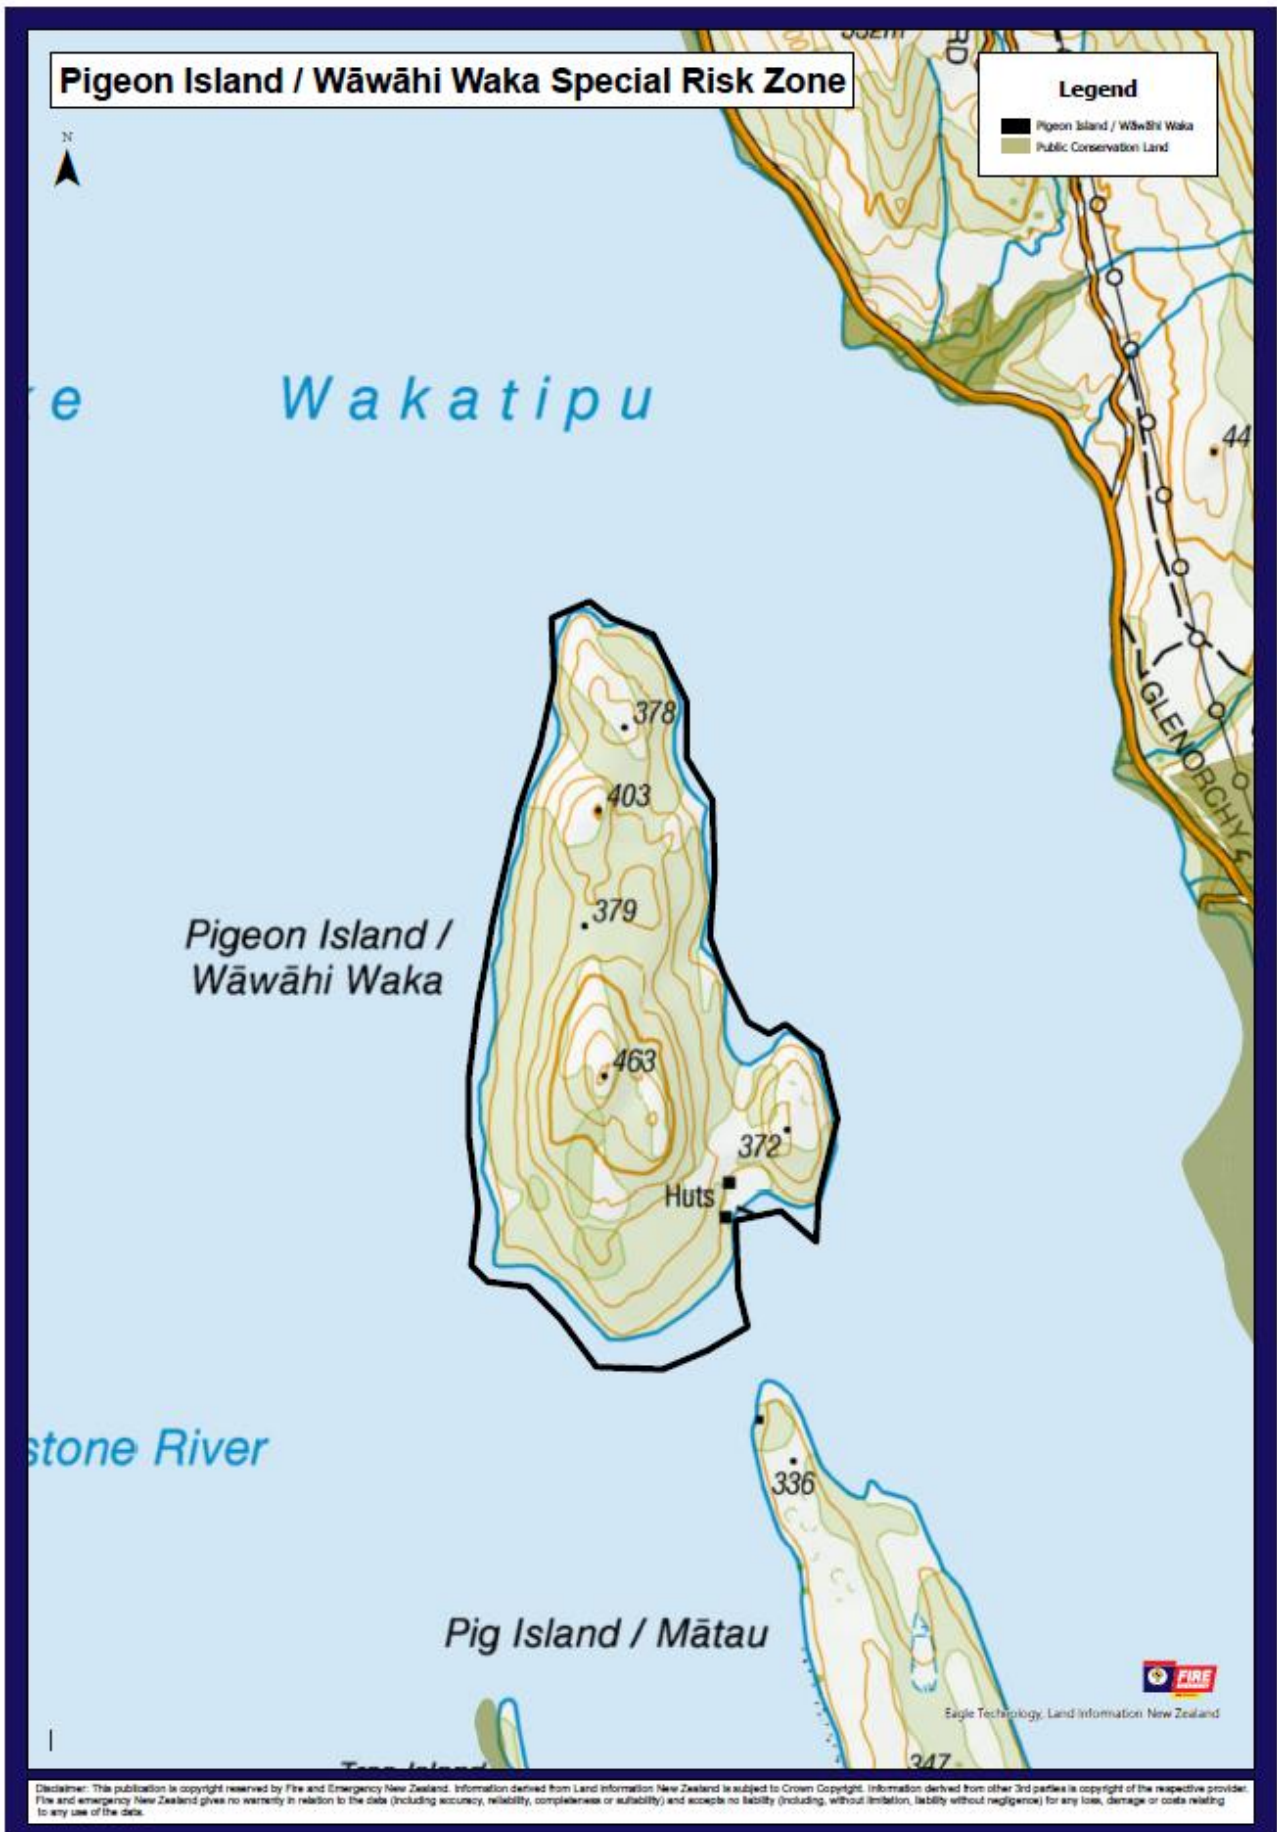 Pigeon Island / Wāwāhi Waka Special Risk Zone
N
Legend
Pigeon Island / Wāwāhi Waka
Public Conservation Land
RD
44
Wakatipu
GLENORCHY
378
403
379
Pigeon Island /
Wāwāhi Waka
463
372
Huts
stone River
336
Pig Island / Mātau
FIRE
Eagle Technology, Land Information New Zealand
347
Disclaimer: This publication is copyright reserved by Fire and Emergency New Zealand. Information derived from Land Information New Zealand is subject to Crown Copyright. Information derived from other 3rd parties is copyright of the respective provider.
Fire and emergency New Zealand gives no warranty in relation to the data (including accuracy, reliability, completeness or suitability) and accepts no liability (including, without limitation, liability without negligence) for any loss, damage or costs relating
to any use of the data.